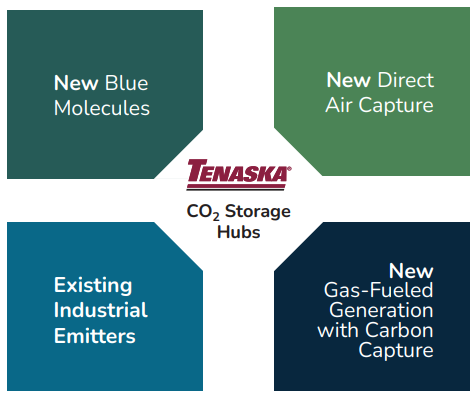 New Blue
Molecules
New Direct
Air Capture
TENASKA®
CO₂ Storage
Hubs
Existing
Industrial
Emitters
New
Gas-Fueled
Generation
with Carbon
Capture